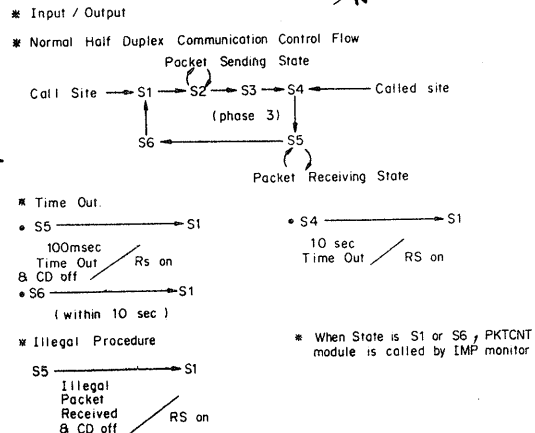 * Input / Output
* Normal Half Duplex Communication Control Flow
Packet Sending State
Call Site S1 S2 S3 S4 Called site
(phase 3)
S6 S5
Packet Receiving State
* Time Out.
• S5 S1
100msec
Time Out
& CD off
Rs on
• S4 S1
10 sec
Time Out
RS on
• S6 S1
(within 10 sec)
* Illegal Procedure
S5 S1
Illegal
Packet
Received
& CD off
RS on
* When State is S1 or S6, PKTCNT
module is called by IMP monitor